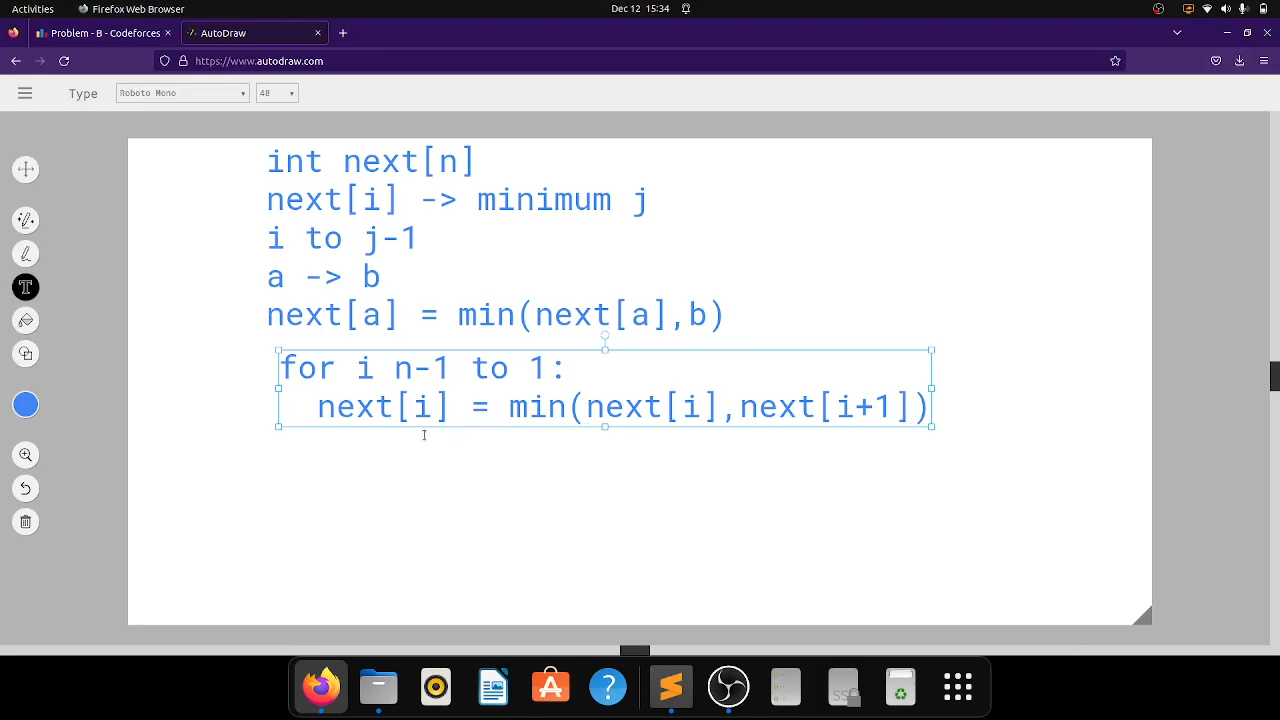 Activities
Firefox Web Browser
Dec 12 15:34
Problem - B - Codeforces
AutoDraw
https://www.autodraw.com
Type
Roboto Mono
48
int next[n]
next[i] -> minimum j
i to j-1
a -> b
next[a] = min(next[a],b)
for i n-1 to 1:
next[i] = min(next[i],next[i+1])